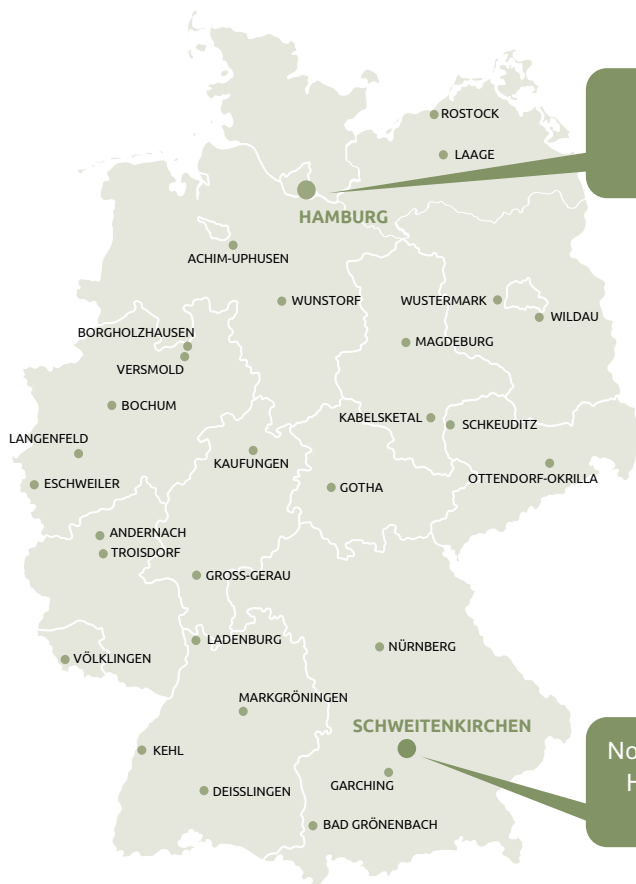 ROSTOCK
LAAGE
HAMBURG
ACHIM-UPHUSEN
WUNSTORF
WUSTERMARK
WILDAU
BORGHOLZHAUSEN
MAGDEBURG
VERSMOLD
BOCHUM
KABELSKETAL
SCHKEUDITZ
LANGENFELD
KAUFUNGEN
OTTENDORF-OKRILLA
ESCHWEILER
GOTHA
ANDERNACH
TROISDORF
GROSS-GERAU
LADENBURG
NÜRNBERG
VÖLKLINGEN
MARKGRÖNINGEN
SCHWEITENKIRCHEN
KEHL
No
H
GARCHING
DEISSLINGEN
BAD GRÖNENBACH